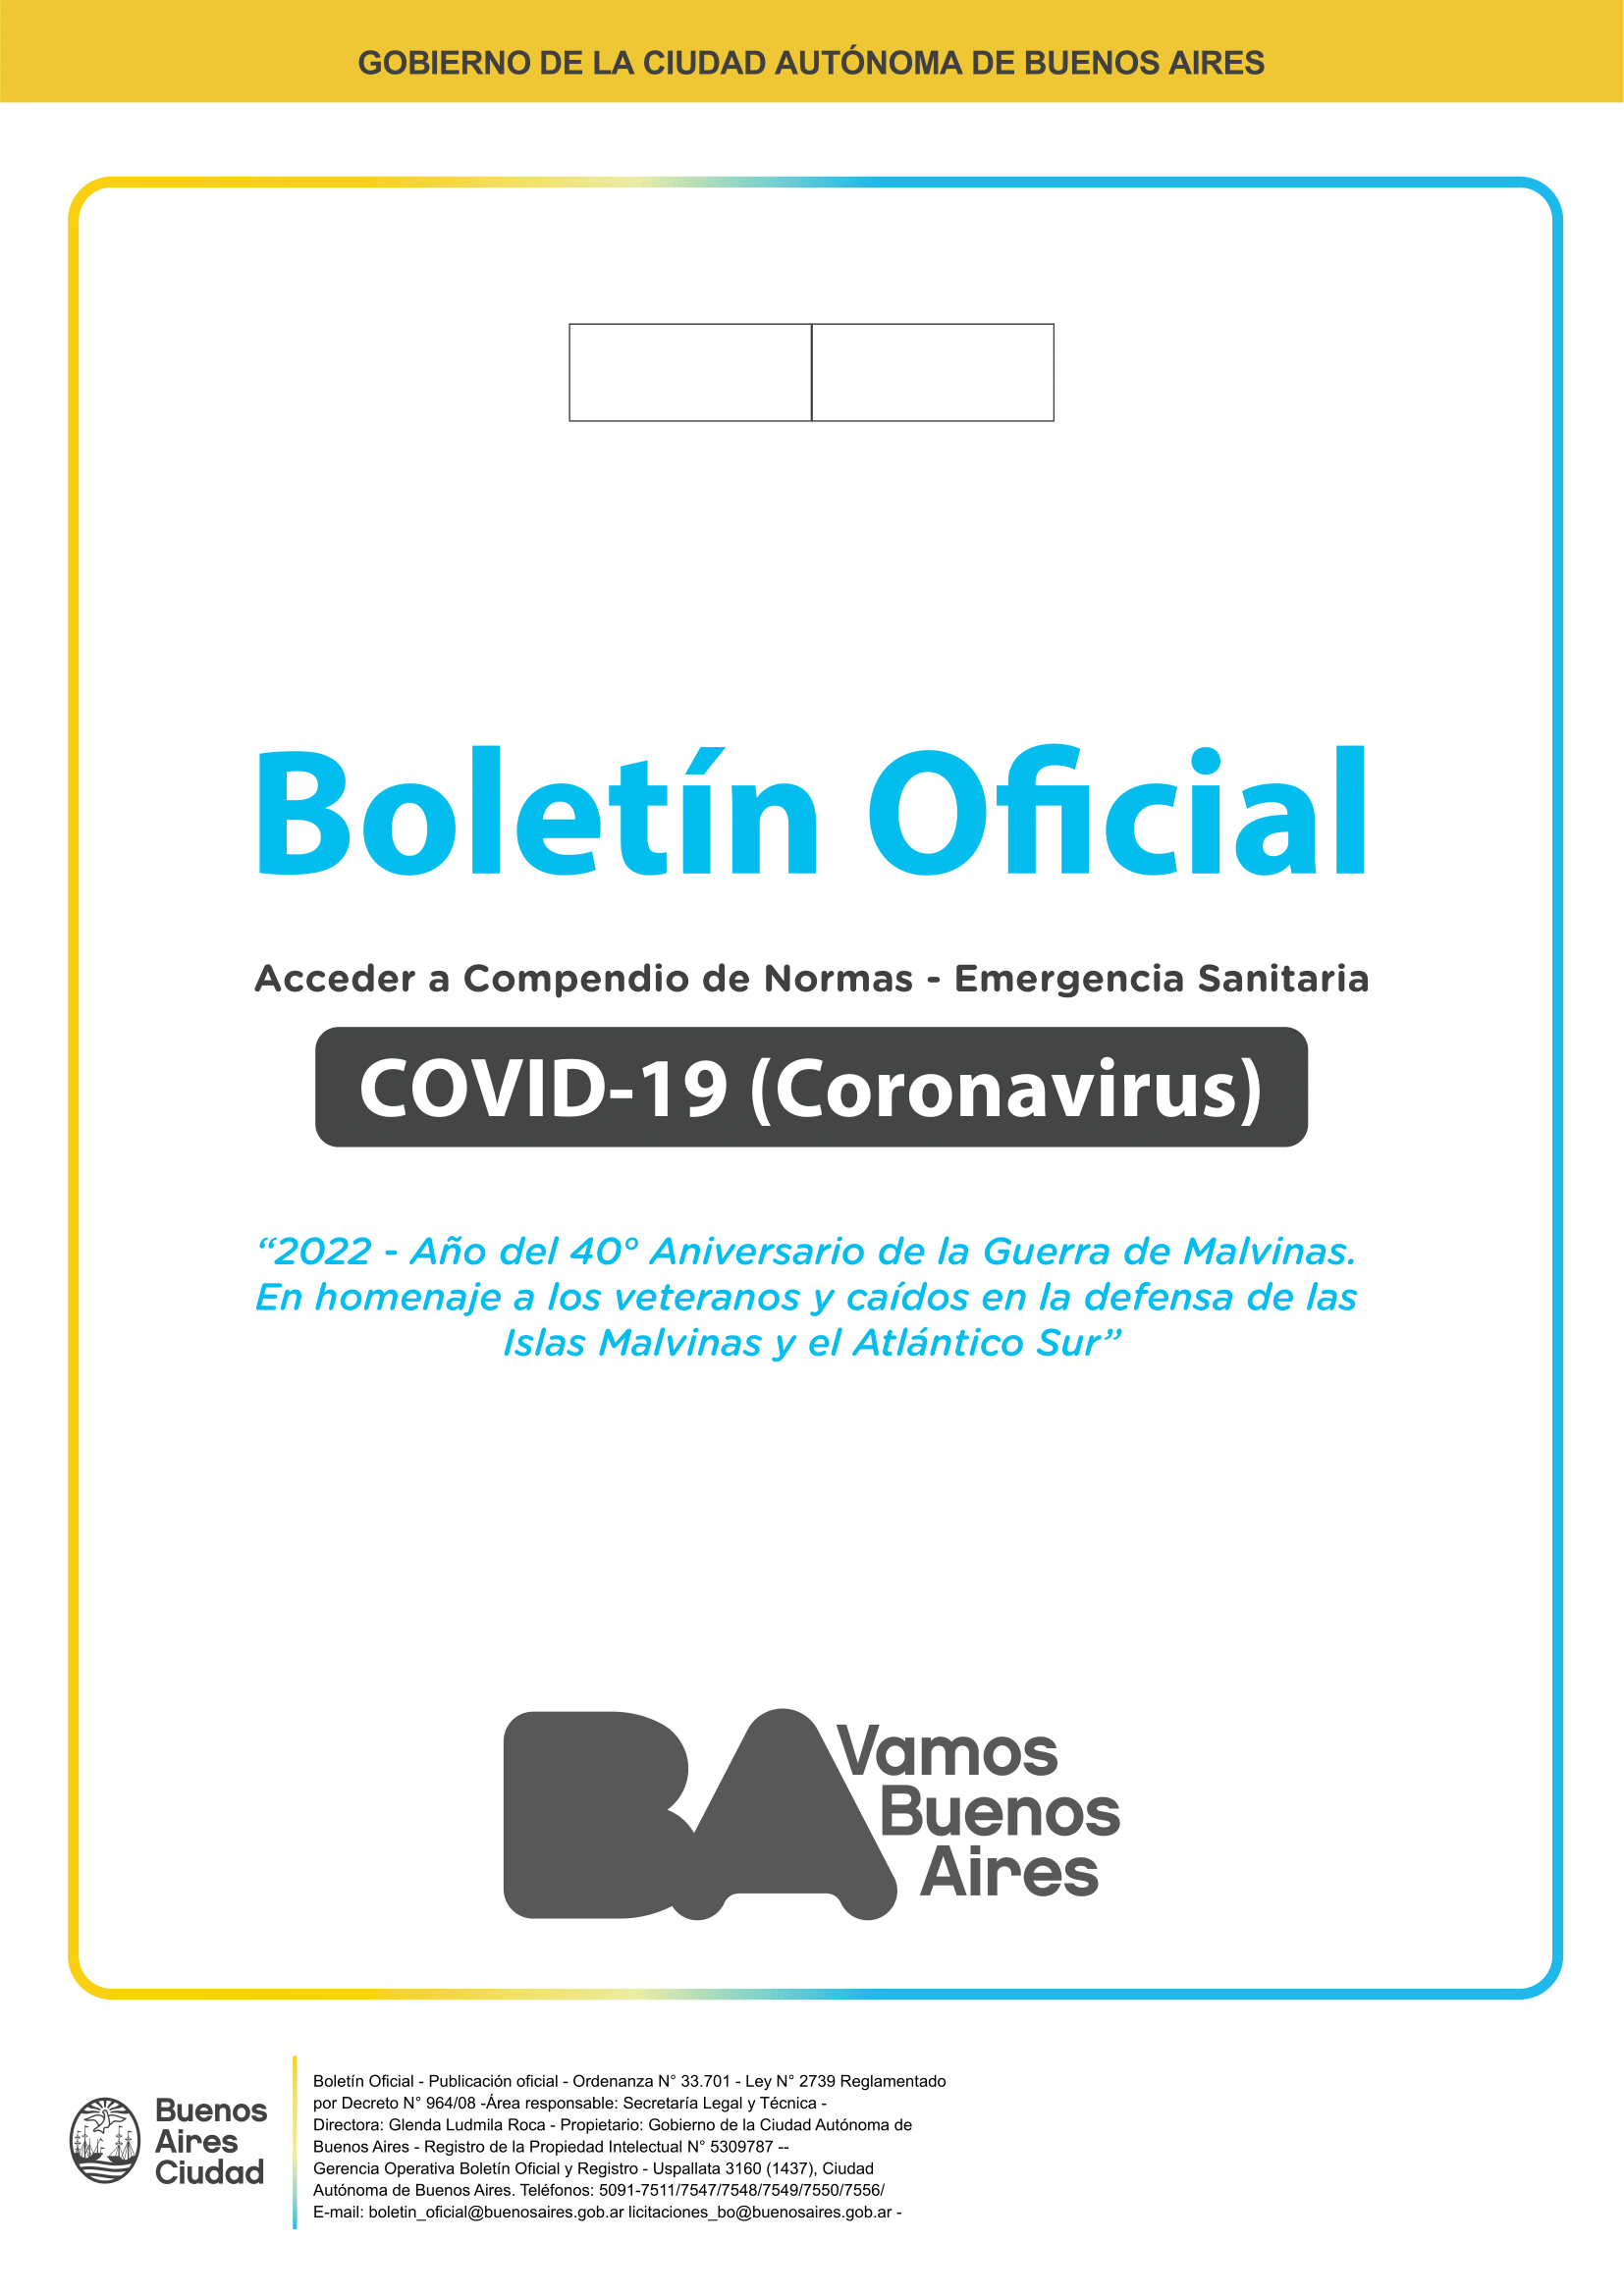 GOBIERNO DE LA CIUDAD AUTÓNOMA DE BUENOS AIRES
Boletín Oficial
Acceder a Compendio de Normas - Emergencia Sanitaria
COVID-19 (Coronavirus)
“2022 - Año del 40º Aniversario de la Guerra de Malvinas.
En homenaje a los veteranos y caídos en la defensa de las
Islas Malvinas y el Atlántico Sur”
BA
Vamos
Buenos
Aires
Buenos
Aires
Ciudad
Boletín Oficial - Publicación oficial - Ordenanza N° 33.701 - Ley N° 2739 Reglamentado
por Decreto N° 964/08 -Área responsable: Secretaría Legal y Técnica -
Directora: Glenda Ludmila Roca - Propietario: Gobierno de la Ciudad Autónoma de
Buenos Aires - Registro de la Propiedad Intelectual N° 5309787 --
Gerencia Operativa Boletín Oficial y Registro - Uspallata 3160 (1437), Ciudad
Autónoma de Buenos Aires. Teléfonos: 5091-7511/7547/7548/7549/7550/7556/
E-mail: boletin_oficial@buenosaires.gob.ar licitaciones_bo@buenosaires.gob.ar -